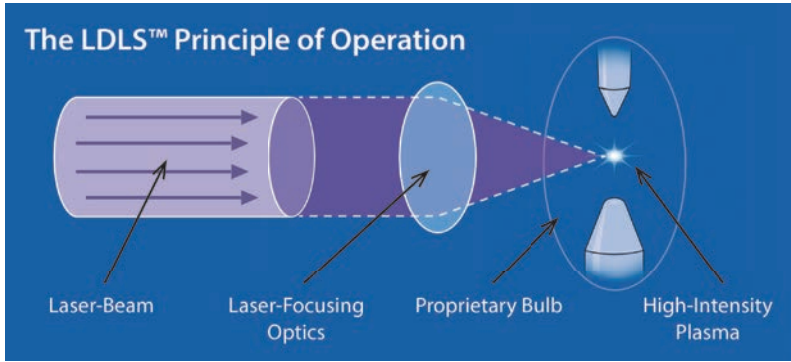 The LDLS™ Principle of Operation
Laser-Beam
Laser-Focusing
Optics
Proprietary Bulb
High-Intensity
Plasma